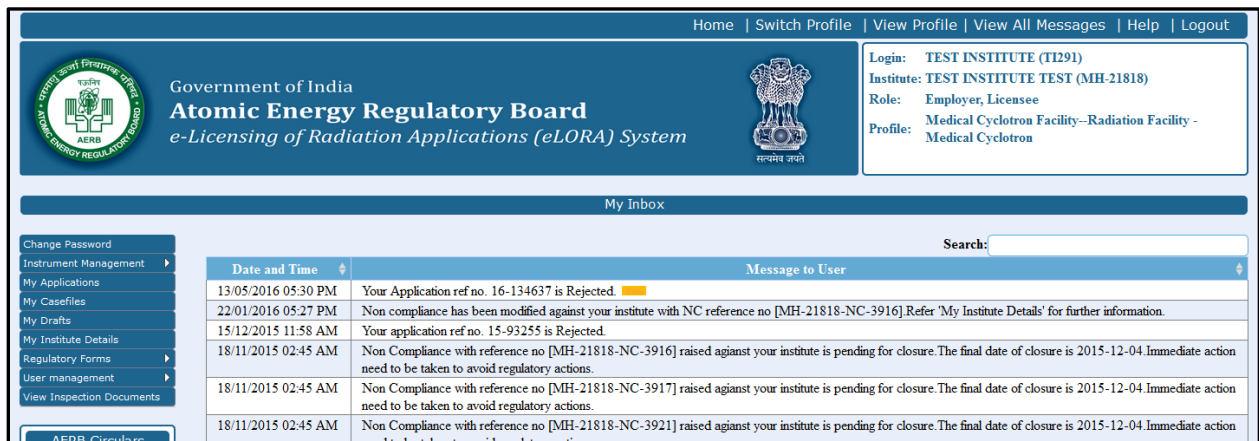 Home | Switch Profile | View Profile | View All Messages | Help | Logout
परमाणु ऊर्जा नियामक परिषद
पऊनिप
AERB
ATOMIC ENERGY REGULATORY BOARD
Government of India
Atomic Energy Regulatory Board
e-Licensing of Radiation Applications (eLORA) System
सत्यमेव जयते
Login: TEST INSTITUTE (TI291)
Institute: TEST INSTITUTE TEST (MH-21818)
Role: Employer, Licensee
Profile: Medical Cyclotron Facility--Radiation Facility -
Medical Cyclotron
My Inbox
Change Password
Instrument Management
My Applications
My Casefiles
My Drafts
My Institute Details
Regulatory Forms
User management
View Inspection Documents
AERB Circulars
Search:
Date and Time Message to User
13/05/2016 05:30 PM Your Application ref no. 16-134637 is Rejected.
22/01/2016 05:27 PM Non compliance has been modified against your institute with NC reference no [MH-21818-NC-3916].Refer 'My Institute Details' for further information.
15/12/2015 11:58 AM Your application ref no. 15-93255 is Rejected.
18/11/2015 02:45 AM Non Compliance with reference no [MH-21818-NC-3916] raised agianst your institute is pending for closure.The final date of closure is 2015-12-04.Immediate action
need to be taken to avoid regulatory actions.
18/11/2015 02:45 AM Non Compliance with reference no [MH-21818-NC-3917] raised agianst your institute is pending for closure.The final date of closure is 2015-12-04.Immediate action
need to be taken to avoid regulatory actions.
18/11/2015 02:45 AM Non Compliance with reference no [MH-21818-NC-3921] raised agianst your institute is pending for closure.The final date of closure is 2015-12-04.Immediate action